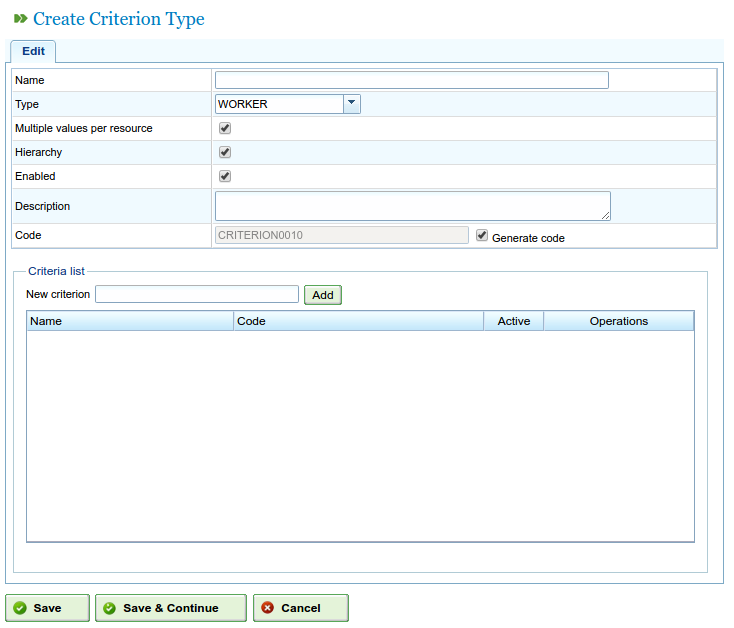 Create Criterion Type
Edit
Name
Type WORKER
Multiple values per resource
Hierarchy
Enabled
Description
Code CRITERION0010 Generate code
Criteria list
New criterion Add
Name Code Active Operations
Save Save & Continue Cancel